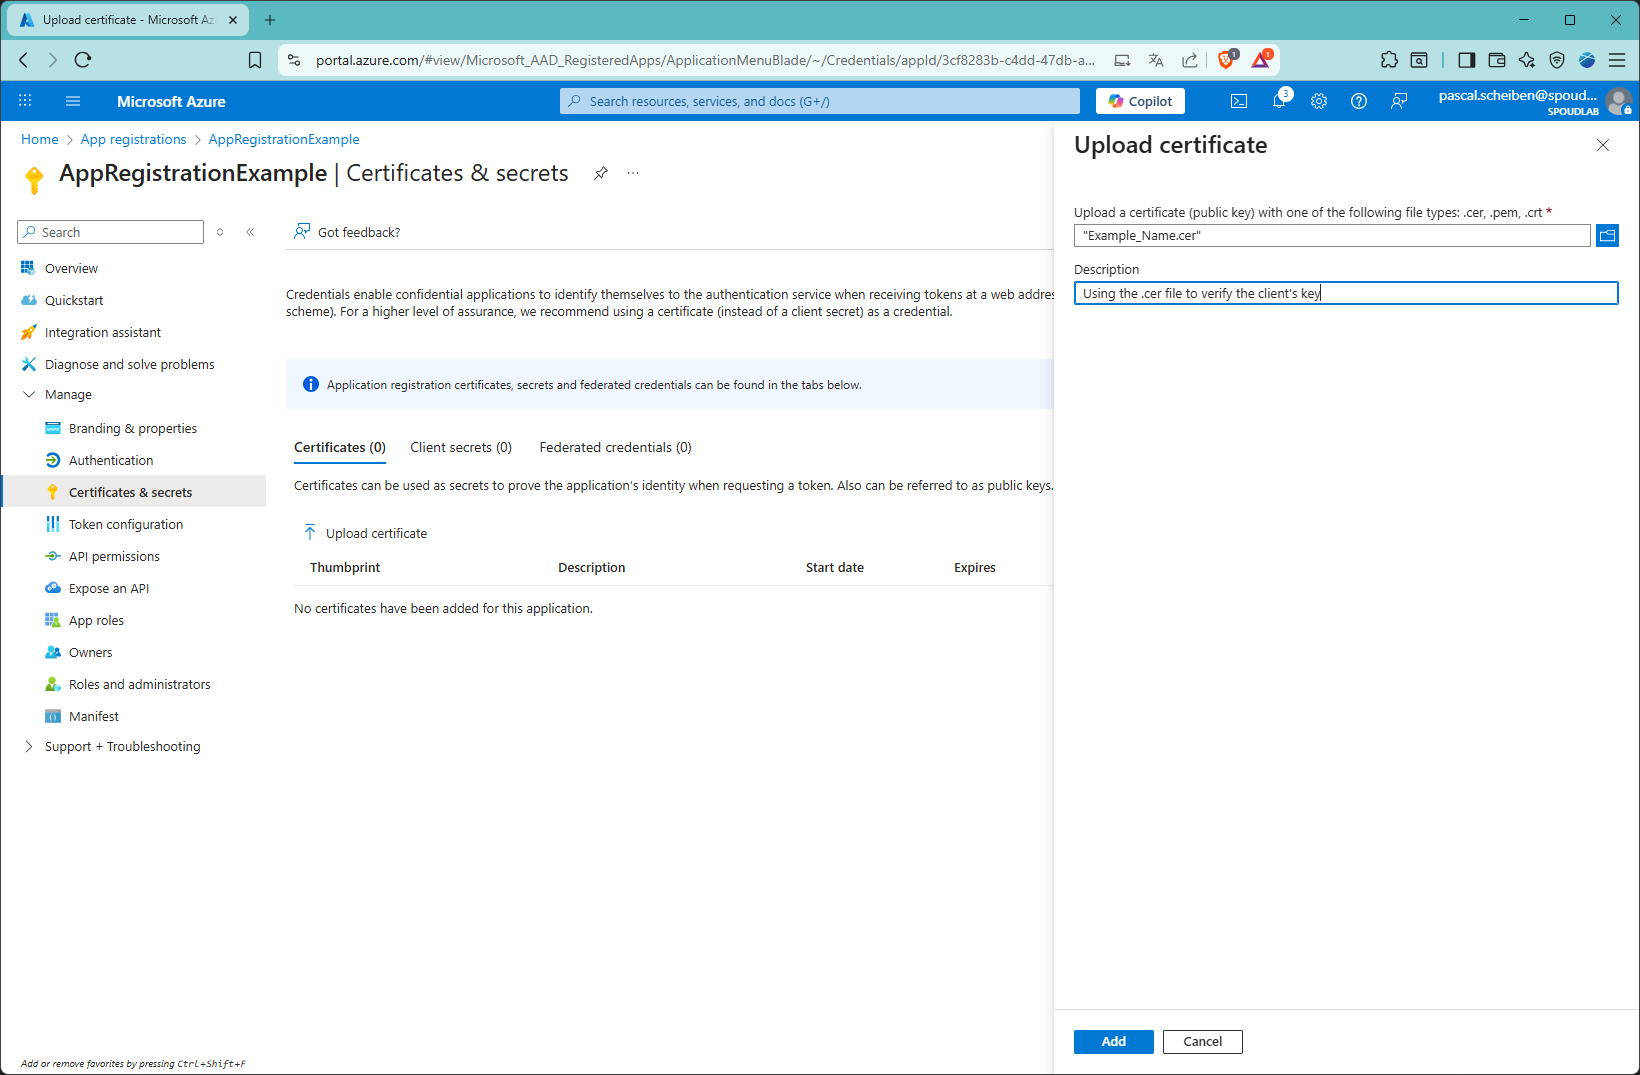 Upload certificate - Microsoft Az
portal.azure.com/#view/Microsoft_AAD_RegisteredApps/ApplicationMenuBlade/~/Credentials/appId/3cf8283b-c4dd-47db-a...
1
1
Microsoft Azure
Search resources, services, and docs (G+/)
Copilot
3
pascal.scheiben@spoud...
SPOUDLAB
Home > App registrations > AppRegistrationExample
AppRegistrationExample | Certificates & secrets
...
Search
Overview
Quickstart
Integration assistant
Diagnose and solve problems
Manage
Branding & properties
Authentication
Certificates & secrets
Token configuration
API permissions
Expose an API
App roles
Owners
Roles and administrators
Manifest
Support + Troubleshooting
Add or remove favorites by pressing Ctrl+Shift+F
Got feedback?
Credentials enable confidential applications to identify themselves to the authentication service when receiving tokens at a web addre
scheme). For a higher level of assurance, we recommend using a certificate (instead of a client secret) as a credential.
Application registration certificates, secrets and federated credentials can be found in the tabs below.
Certificates (0) Client secrets (0) Federated credentials (0)
Certificates can be used as secrets to prove the application's identity when requesting a token. Also can be referred to as public keys.
Upload certificate
Thumbprint Description Start date Expires
No certificates have been added for this application.
Upload certificate
Upload a certificate (public key) with one of the following file types: .cer, .pem, .crt *
"Example_Name.cer"
Description
Using the .cer file to verify the client's key
Add Cancel